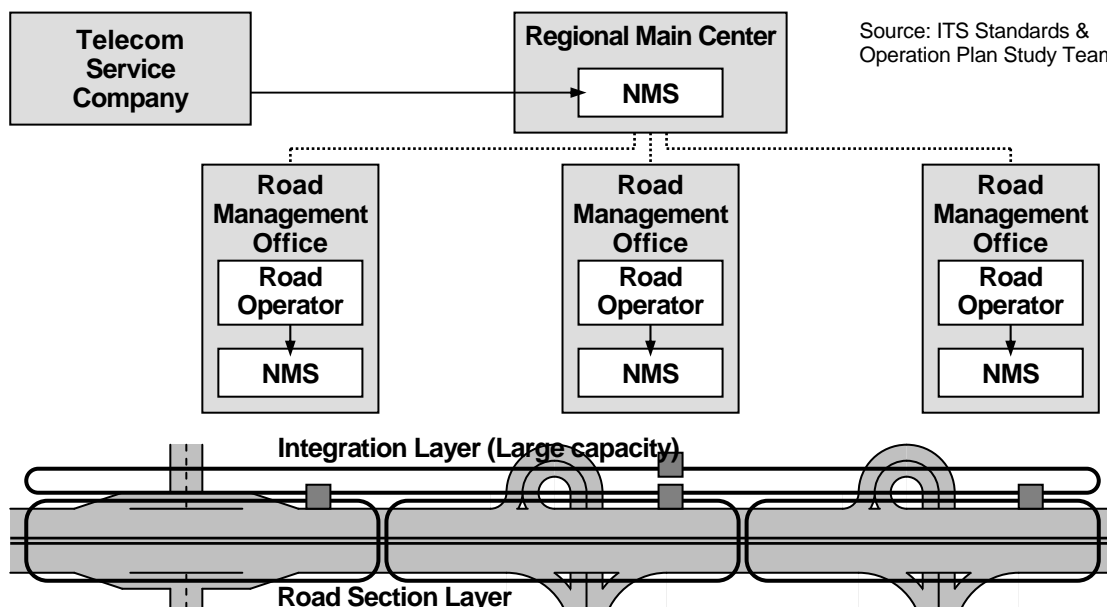 Telecom
Service
Company
Regional Main Center
NMS
Source: ITS Standards &
Operation Plan Study Team
Road
Management
Office
Road
Operator
NMS
Road
Management
Office
Road
Operator
NMS
Road
Management
Office
Road
Operator
NMS
Integration Layer (Large capacity)
Road Section Layer